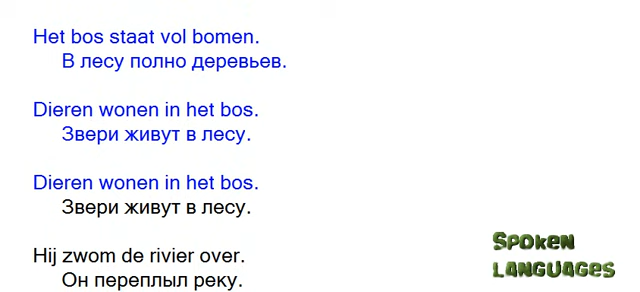 Het bos staat vol bomen.
В лесу полно деревьев.
Dieren wonen in het bos.
Звери живут в лесу.
Dieren wonen in het bos.
Звери живут в лесу.
Hij zwom de rivier over.
Он переплыл реку.
SPOKEN
LANGUAGES